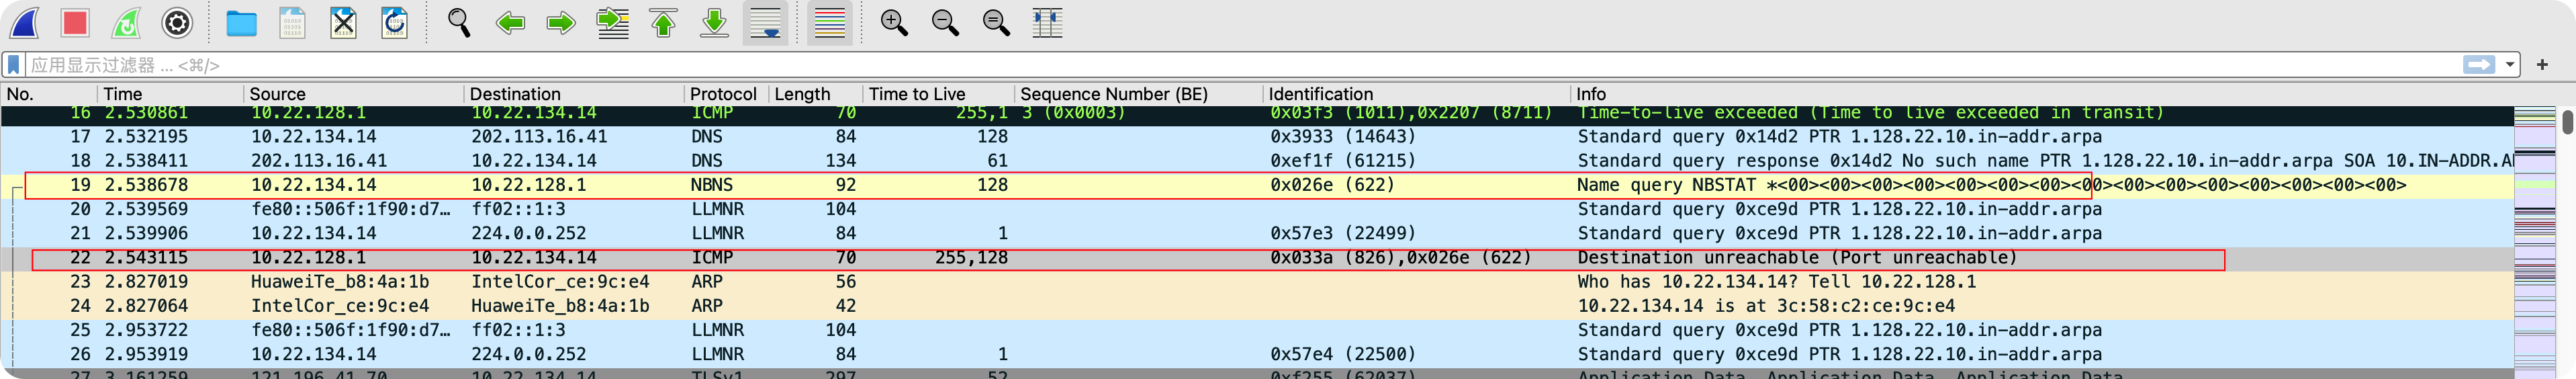 应用显示过滤器 ... <⌘/>
No. Time Source Destination Protocol Length Time to Live Sequence Number (BE) Identification Info
16 2.530861 10.22.128.1 10.22.134.14 ICMP 70 255,1 3 (0x0003) 0x03f3 (1011),0x2207 (8711) Time-to-live exceeded (Time to live exceeded in transit)
17 2.532195 10.22.134.14 202.113.16.41 DNS 84 128 0x3933 (14643) Standard query 0x14d2 PTR 1.128.22.10.in-addr.arpa
18 2.538411 202.113.16.41 10.22.134.14 DNS 134 61 0xef1f (61215) Standard query response 0x14d2 No such name PTR 1.128.22.10.in-addr.arpa SOA 10.IN-ADDR.A
19 2.538678 10.22.134.14 10.22.128.1 NBNS 92 128 0x026e (622) Name query NBSTAT *<00><00><00><00><00><00><00><00><00><00><00><00><00><00><00>
20 2.539569 fe80::506f:1f90:d7… ff02::1:3 LLMNR 104 Standard query 0xce9d PTR 1.128.22.10.in-addr.arpa
21 2.539906 10.22.134.14 224.0.0.252 LLMNR 84 1 0x57e3 (22499) Standard query 0xce9d PTR 1.128.22.10.in-addr.arpa
22 2.543115 10.22.128.1 10.22.134.14 ICMP 70 255,128 0x033a (826),0x026e (622) Destination unreachable (Port unreachable)
23 2.827019 HuaweiTe_b8:4a:1b IntelCor_ce:9c:e4 ARP 56 Who has 10.22.134.14? Tell 10.22.128.1
24 2.827064 IntelCor_ce:9c:e4 HuaweiTe_b8:4a:1b ARP 42 10.22.134.14 is at 3c:58:c2:ce:9c:e4
25 2.953722 fe80::506f:1f90:d7… ff02::1:3 LLMNR 104 Standard query 0xce9d PTR 1.128.22.10.in-addr.arpa
26 2.953919 10.22.134.14 224.0.0.252 LLMNR 84 1 0x57e4 (22500) Standard query 0xce9d PTR 1.128.22.10.in-addr.arpa
27 3.161259 121.196.41.70 10.22.134.14 TLSv1 297 52 0xf255 (62037) Application Data, Application Data, Application Data